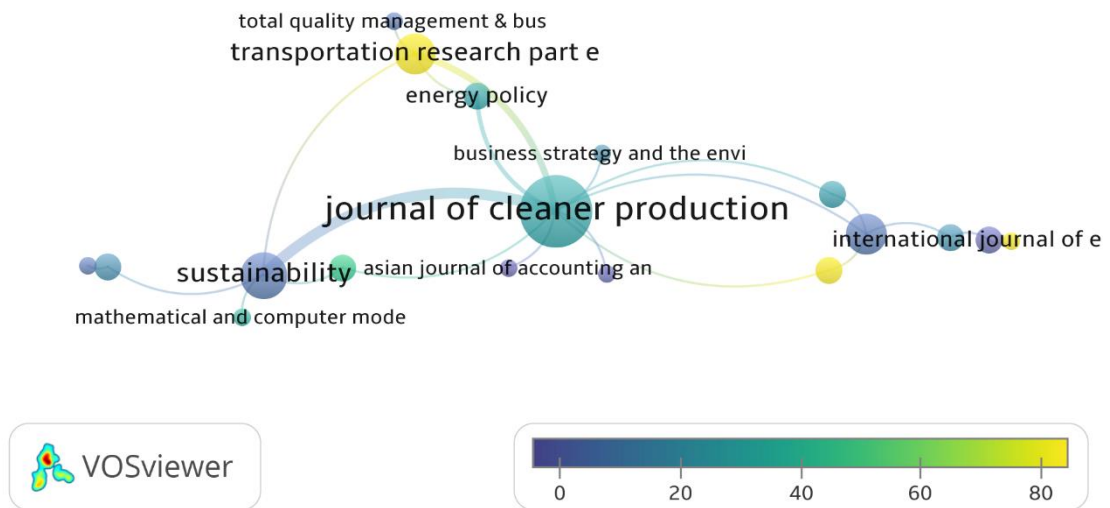 total quality management & bus
transportation research part e
energy policy
business strategy and the envi
journal of cleaner production
international journal of e
sustainability
asian journal of accounting an
mathematical and computer mode
VOSviewer
0 20 40 60 80